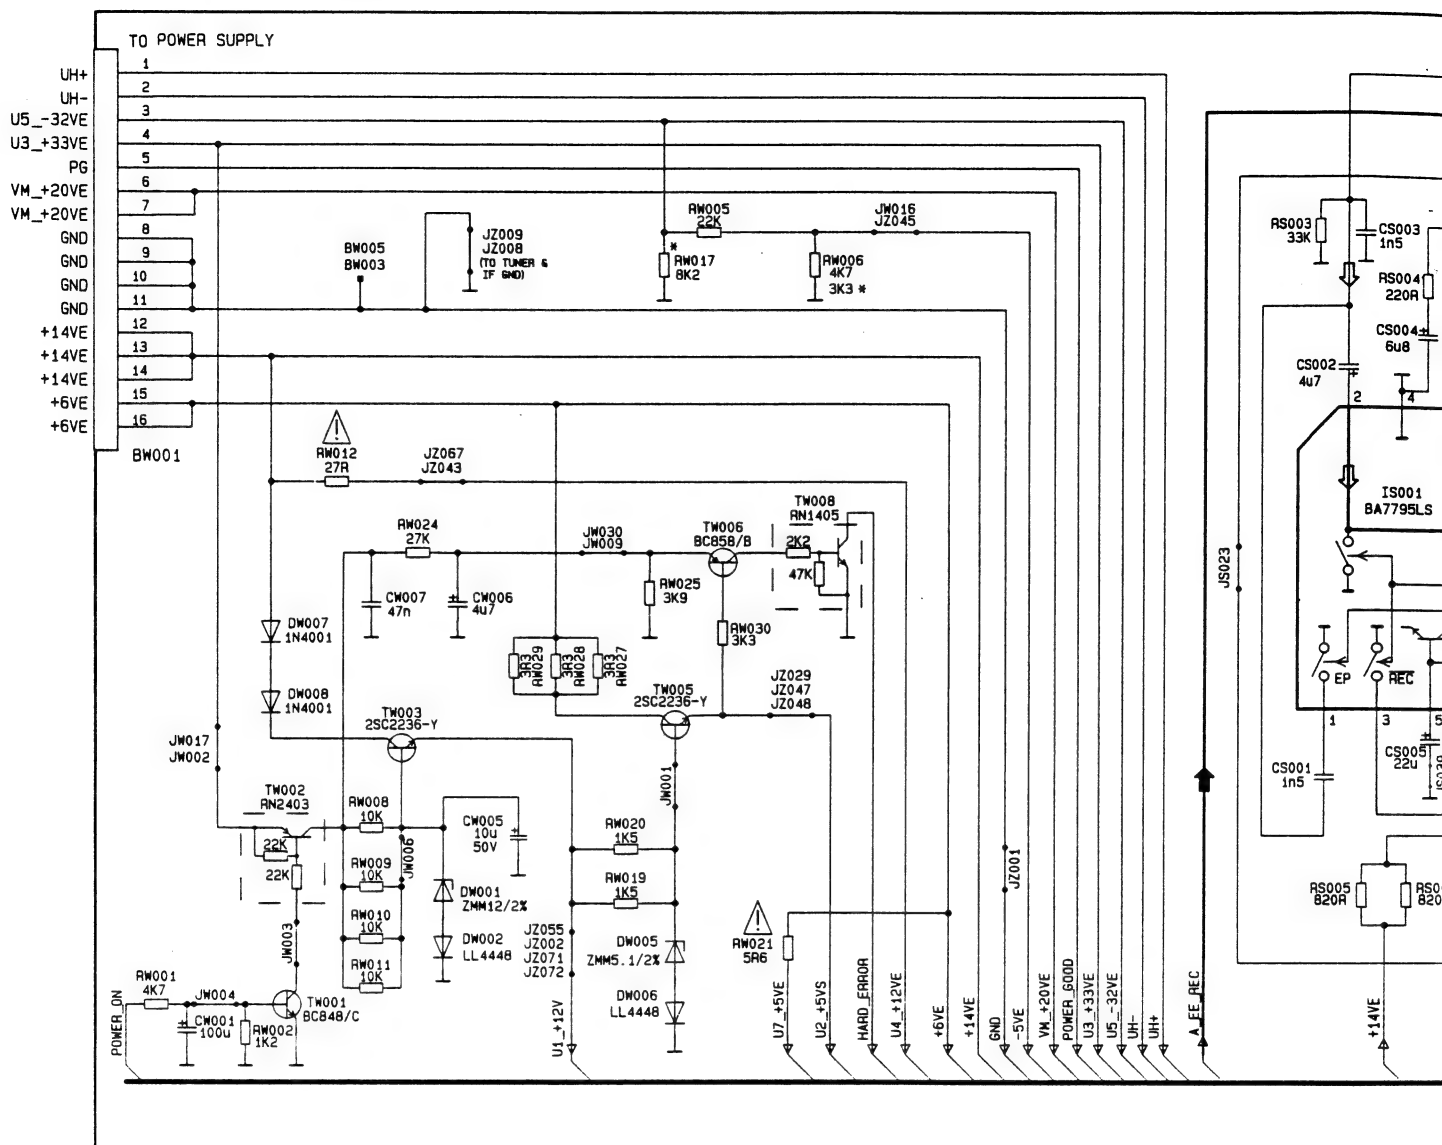 TO POWER SUPPLY
UH+ 1
UH- 2
U5_-32VE 3
U3_+33VE 4
PG 5
VM_+20VE 6
VM_+20VE 7
GND 8
GND 9
GND 10
GND 11
+14VE 12
+14VE 13
+14VE 14
+6VE 15
+6VE 16
BW001
BW005
BW003
JZ009
JZ008
(TO TUNER &
IF GND)
RW005
22K
JW016
JZ045
*
RW017
8K2
RW006
4K7
3K3 *
RS003
33K
CS003
1n5
RS004
220R
CS004
6u8
CS002
4u7
2
4
IS001
BA7795LS
JS023
EP
REC
1
3
5
CS001
1n5
CS005
22u
RS005
820R
RW012
27R
JZ067
JZ043
RW024
27K
JW030
JW009
TW006
BC858/B
TW008
RN1405
2K2
47K
CW007
47n
CW006
4u7
RW025
3K9
RW030
3K3
DW007
1N4001
DW008
1N4001
3R3
RW029
3R3
RW028
3R3
RW027
TW003
2SC2236-Y
TW005
2SC2236-Y
JZ029
JZ047
JZ048
JW017
JW002
JW001
TW002
RN2403
22K
22K
RW008
10K
JW006
CW005
10u
50V
RW009
10K
RW010
10K
RW011
10K
DW001
ZMM12/2%
DW002
LL4448
RW020
1K5
RW019
1K5
DW005
ZMM5.1/2%
DW006
LL4448
JZ055
JZ002
JZ071
JZ072
RW021
5R6
JZ001
JW003
RW001
4K7
JW004
CW001
100u
RW002
1K2
TW001
BC848/C
POWER_ON
U1_+12V
U7_+5VE
U2_+5VS
HARD_ERROR
U4_+12VE
+6VE
+14VE
GND
-5VE
VM_+20VE
POWER_GOOD
U3_+33VE
U5_-32VE
UH-
UH+
A_EE_REC
+14VE